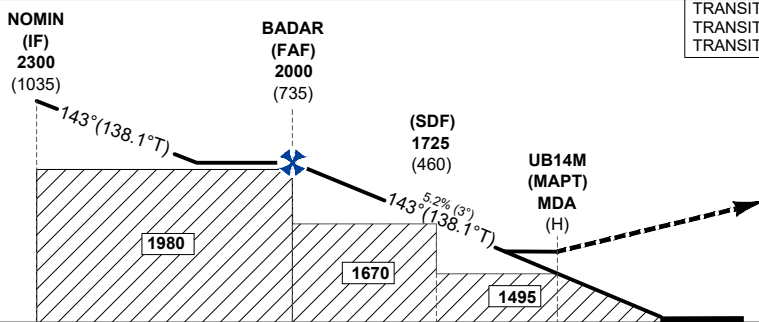 NOMIN
(IF)
2300
(1035)
BADAR
(FAF)
2000
(735)
TRANSIT
TRANSIT
TRANSIT
143°(138.1°T)
(SDF)
1725
(460)
UB14M
(MAPT)
MDA
(H)
5.2% (3°)
143°(138.1°T)
1980
1670
1495